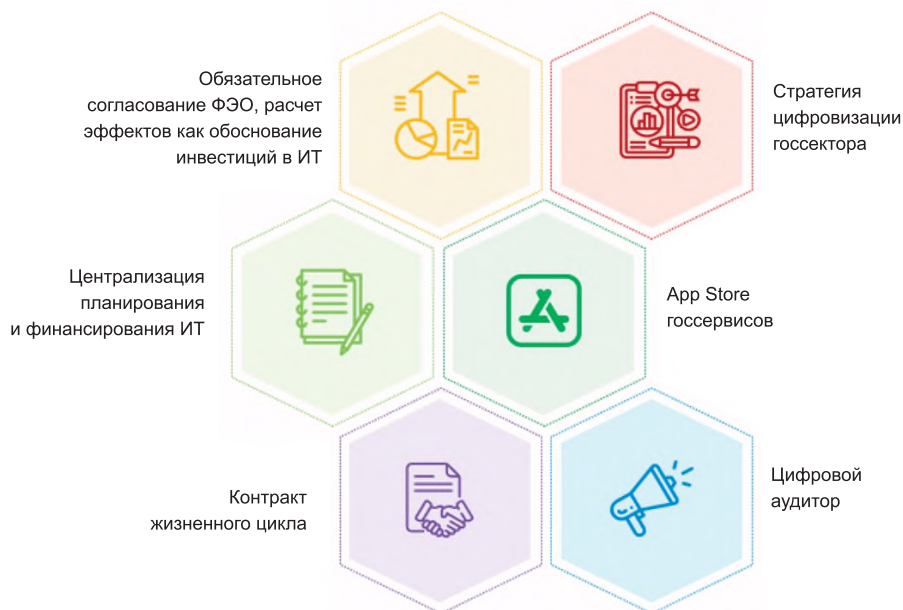 Обязательное
согласование ФЭО, расчет
эффектов как обоснование
инвестиций в ИТ
Стратегия
цифровизации
госсектора
Централизация
планирования
и финансирования ИТ
App Store
госсервисов
Контракт
жизненного цикла
Цифровой
аудитор